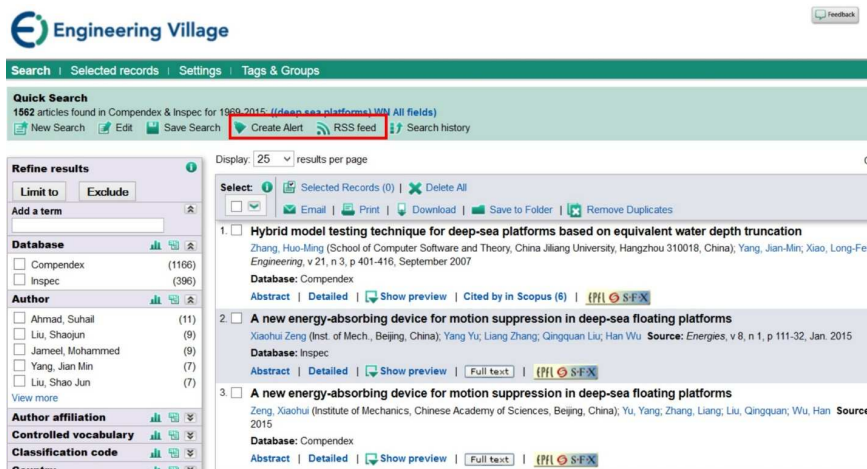 Engineering Village
Feedback
Search | Selected records | Settings | Tags & Groups
Quick Search
1562 articles found in Compendex & Inspec for 1969-2015: ((deep sea platforms) WN All fields)
New Search Edit Save Search Create Alert RSS feed Search history
Refine results
Limit to Exclude
Add a term
Database
Compendex (1166)
Inspec (396)
Author
Ahmad, Suhail (11)
Liu, Shaojun (9)
Jameel, Mohammed (9)
Yang, Jian Min (7)
Liu, Shao Jun (7)
View more
Author affiliation
Controlled vocabulary
Classification code
Country
Display: 25 results per page
Select: Selected Records (0) | Delete All
Email | Print | Download | Save to Folder | Remove Duplicates
1. Hybrid model testing technique for deep-sea platforms based on equivalent water depth truncation
Zhang, Huo-Ming (School of Computer Software and Theory, China Jiliang University, Hangzhou 310018, China); Yang, Jian-Min; Xiao, Long-Fe
Engineering, v 21, n 3, p 401-416, September 2007
Database: Compendex
Abstract | Detailed | Show preview | Cited by in Scopus (6) | EPFL S·F·X
2. A new energy-absorbing device for motion suppression in deep-sea floating platforms
Xiaohui Zeng (Inst. of Mech., Beijing, China); Yang Yu; Liang Zhang; Qingquan Liu; Han Wu Source: Energies, v 8, n 1, p 111-32, Jan. 2015
Database: Inspec
Abstract | Detailed | Show preview | Full text | EPFL S·F·X
3. A new energy-absorbing device for motion suppression in deep-sea floating platforms
Zeng, Xiaohui (Institute of Mechanics, Chinese Academy of Sciences, Beijing, China); Yu, Yang; Zhang, Liang; Liu, Qingquan; Wu, Han Source
2015
Database: Compendex
Abstract | Detailed | Show preview | Full text | EPFL S·F·X